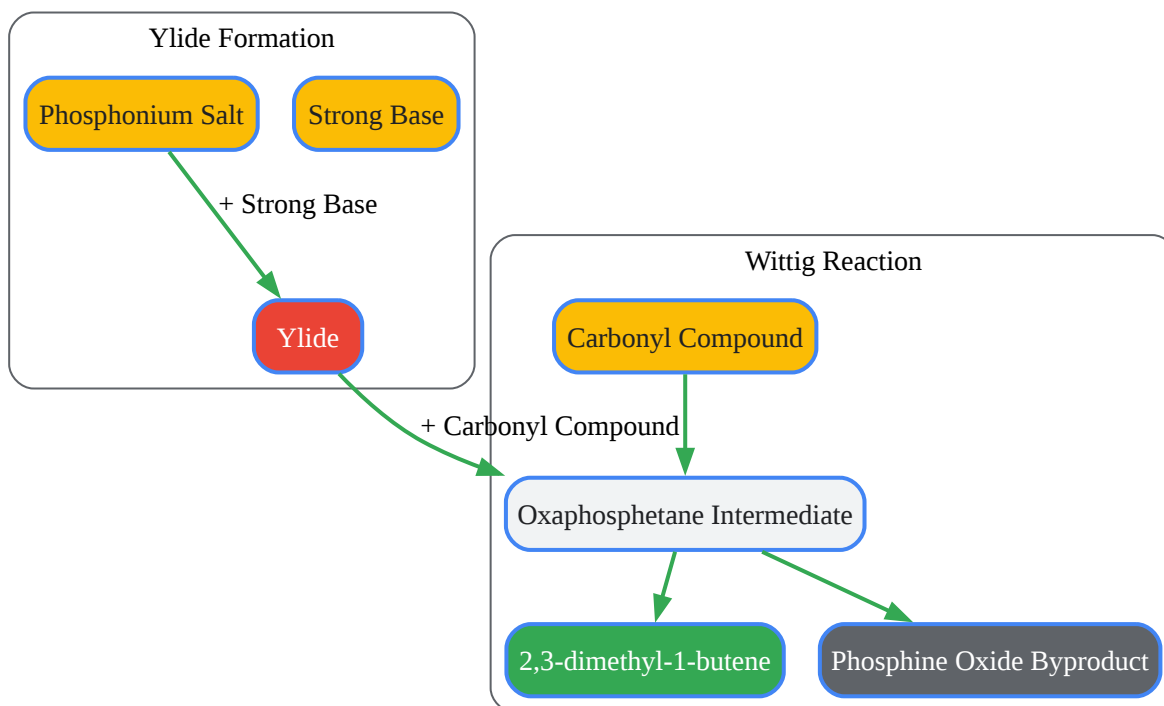 Ylide Formation
Phosphonium Salt
Strong Base
+ Strong Base
Ylide
Wittig Reaction
Carbonyl Compound
+ Carbonyl Compound
Oxaphosphetane Intermediate
2,3-dimethyl-1-butene
Phosphine Oxide Byproduct